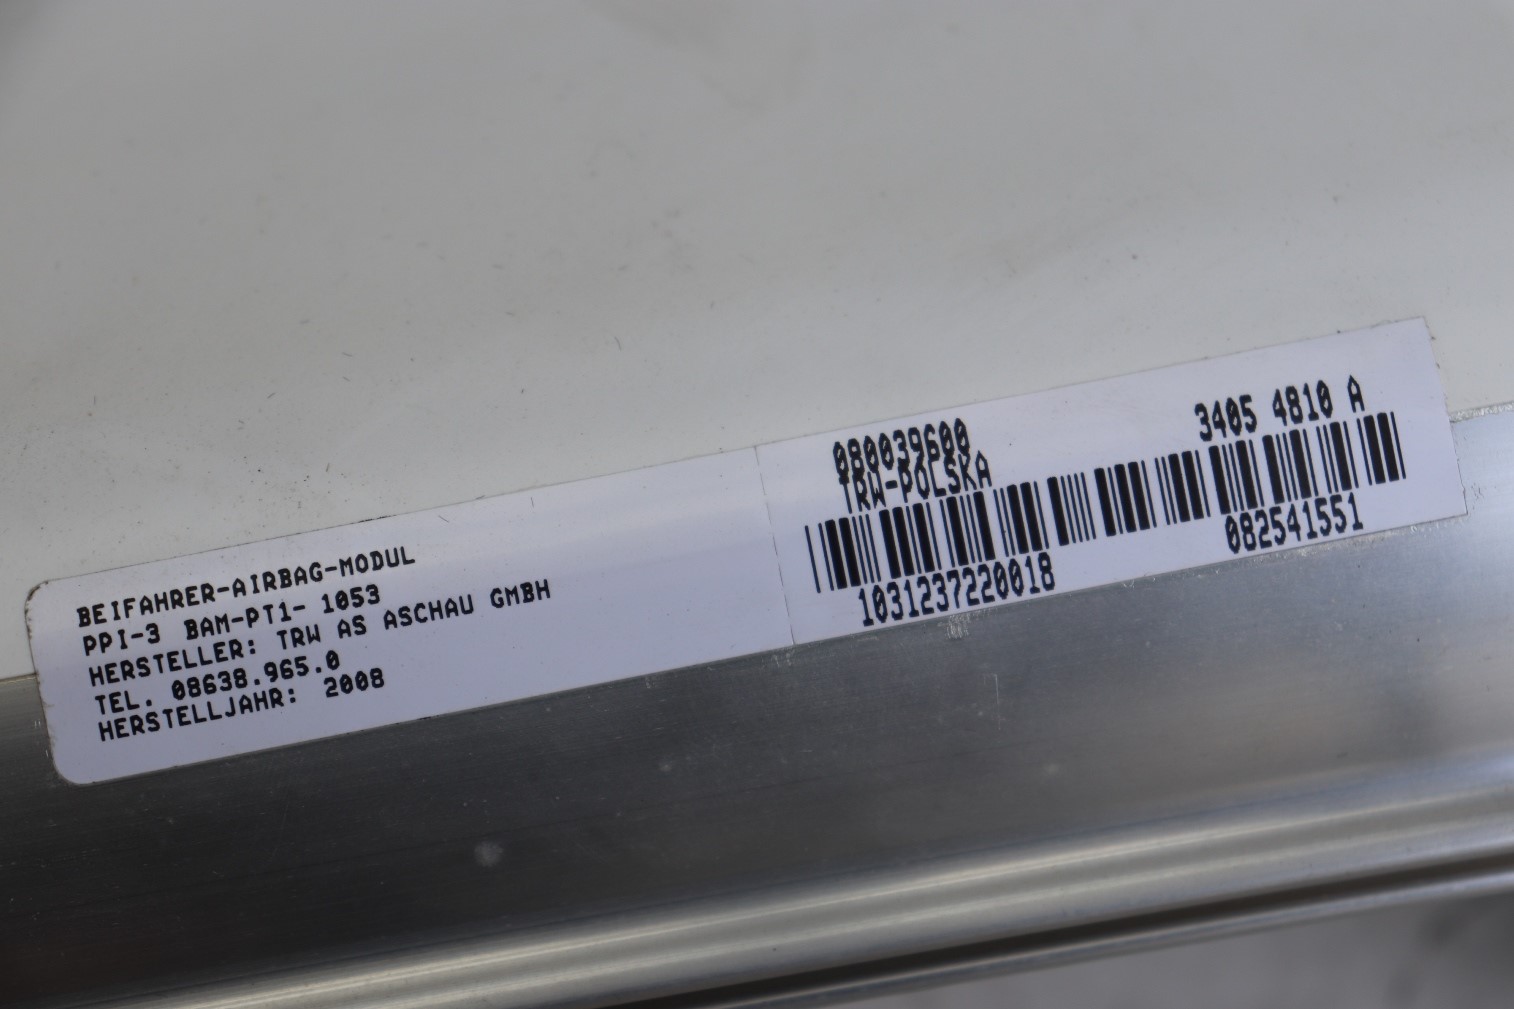 BEIFAHRER-AIRBAG-MODUL
PPI-3 BAM-PT1- 1053
HERSTELLER: TRW AS ASCHAU GMBH
TEL. 08638.965.0
HERSTELLJAHR: 2008
080039600
3405 4810 A
TRW-POLSKA
1031237220018
082541551